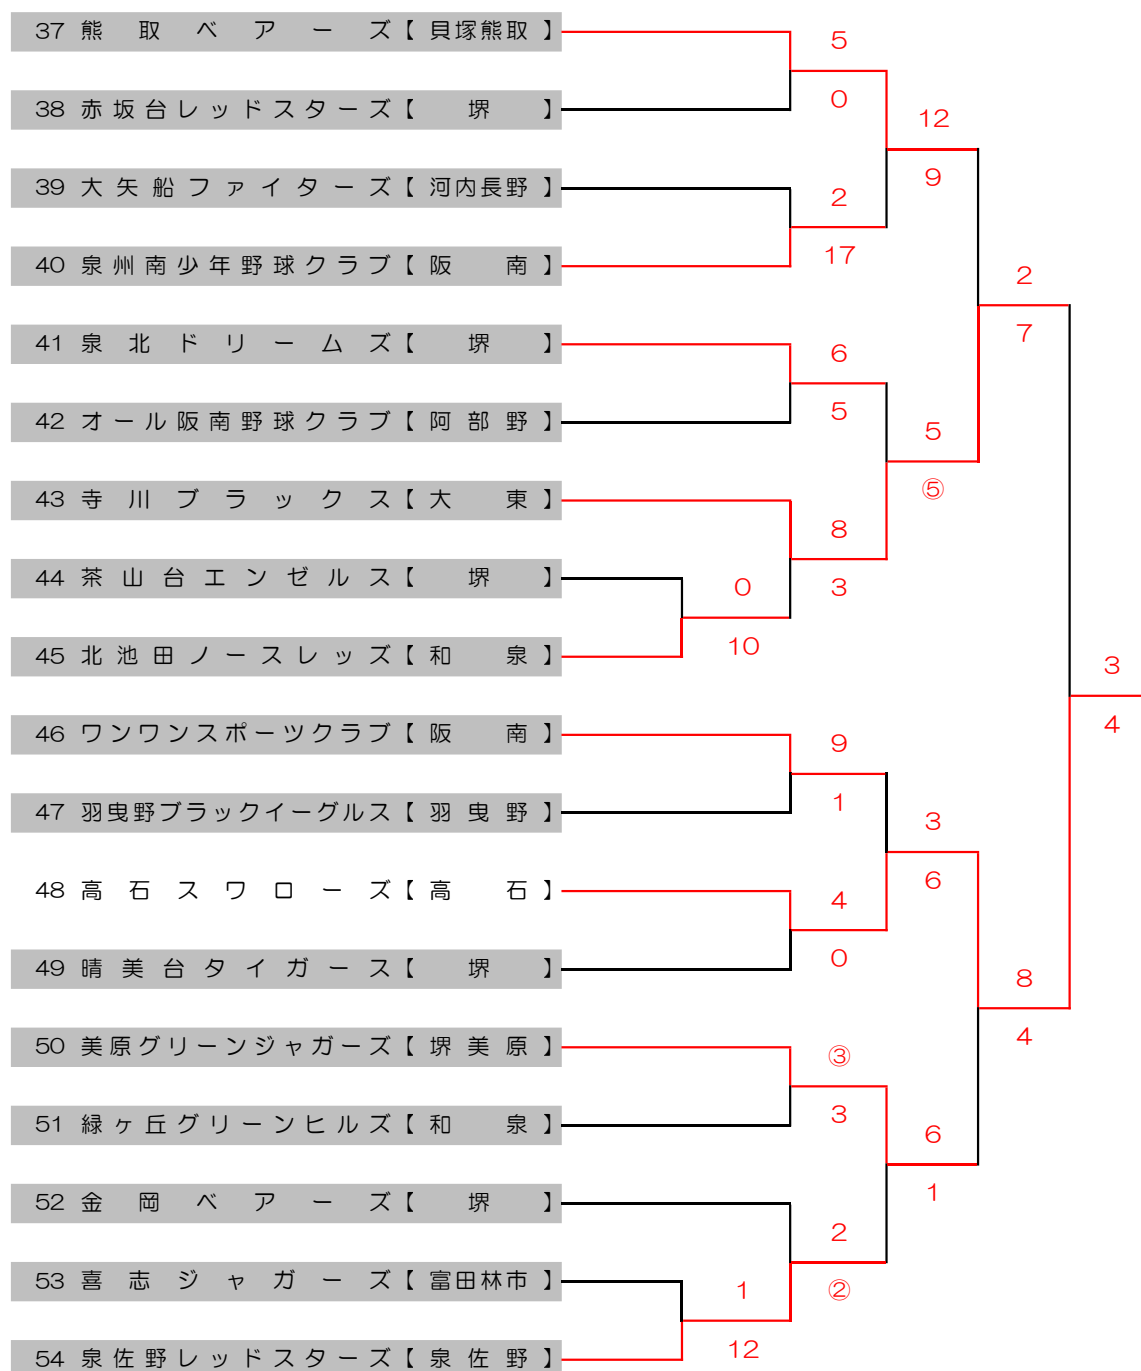 37 熊取ベアーズ【貝塚熊取】
5
0
38 赤坂台レッドスターズ【堺】
12
9
39 大矢船ファイターズ【河内長野】
2
17
40 泉州南少年野球クラブ【阪南】
2
7
41 泉北ドリームズ【堺】
6
5
42 オール阪南野球クラブ【阿部野】
5
⑤
43 寺川ブラックス【大東】
8
3
44 茶山台エンゼルス【堺】
0
10
45 北池田ノースレッズ【和泉】
3
4
46 ワンワンスポーツクラブ【阪南】
9
1
47 羽曳野ブラックイーグルス【羽曳野】
3
6
48 高石スワローズ【高石】
4
0
49 晴美台タイガース【堺】
8
4
50 美原グリーンジャガーズ【堺美原】
③
3
51 緑ヶ丘グリーンヒルズ【和泉】
6
1
52 金岡ベアーズ【堺】
2
②
53 喜志ジャガーズ【富田林市】
1
12
54 泉佐野レッドスターズ【泉佐野】